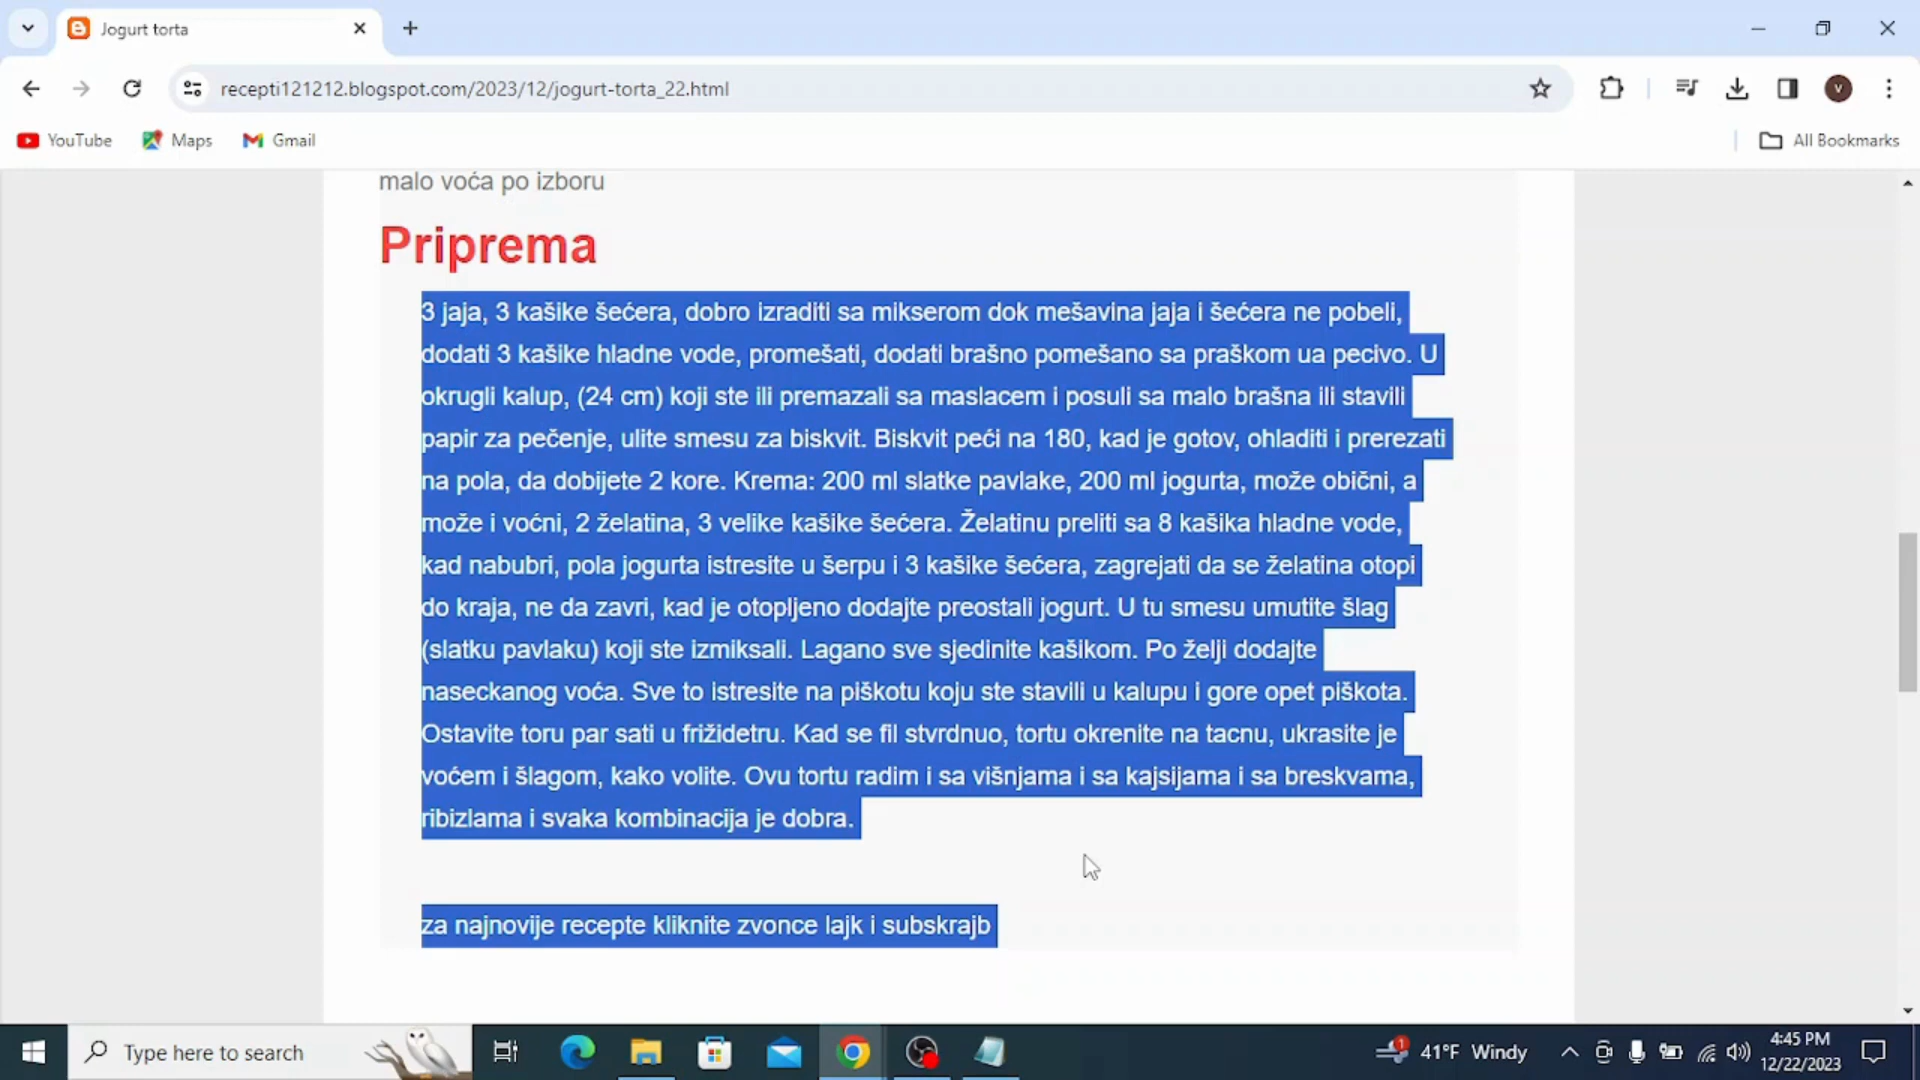 Jogurt torta
recepti121212.blogspot.com/2023/12/jogurt-torta_22.html
V
YouTube
Maps
Gmail
All Bookmarks
malo voća po izboru
Priprema
3 jaja, 3 kašike šećera, dobro izraditi sa mikserom dok mešavina jaja i šećera ne pobeli,
dodati 3 kašike hladne vode, promešati, dodati brašno pomešano sa praškom ua pecivo. U
okrugli kalup, (24 cm) koji ste ili premazali sa maslacem i posuli sa malo brašna ili stavili
papir za pečenje, ulite smesu za biskvit. Biskvit peći na 180, kad je gotov, ohladiti i prerezati
na pola, da dobijete 2 kore. Krema: 200 ml slatke pavlake, 200 ml jogurta, može obični, a
može i voćni, 2 želatina, 3 velike kašike šećera. Želatinu preliti sa 8 kašika hladne vode,
kad nabubri, pola jogurta istresite u šerpu i 3 kašike šećera, zagrejati da se želatina otopi
do kraja, ne da zavri, kad je otopljeno dodajte preostali jogurt. U tu smesu umutite šlag
(slatku pavlaku) koji ste izmiksali. Lagano sve sjedinite kašikom. Po želji dodajte
naseckanog voća. Sve to istresite na piškotu koju ste stavili u kalupu i gore opet piškota.
Ostavite toru par sati u frižidetru. Kad se fil stvrdnuo, tortu okrenite na tacnu, ukrasite je
voćem i šlagom, kako volite. Ovu tortu radim i sa višnjama i sa kajsijama i sa breskvama,
ribizlama i svaka kombinacija je dobra.
za najnovije recepte kliknite zvonce lajk i subskrajb
Type here to search
1
41°F Windy
4:45 PM
12/22/2023